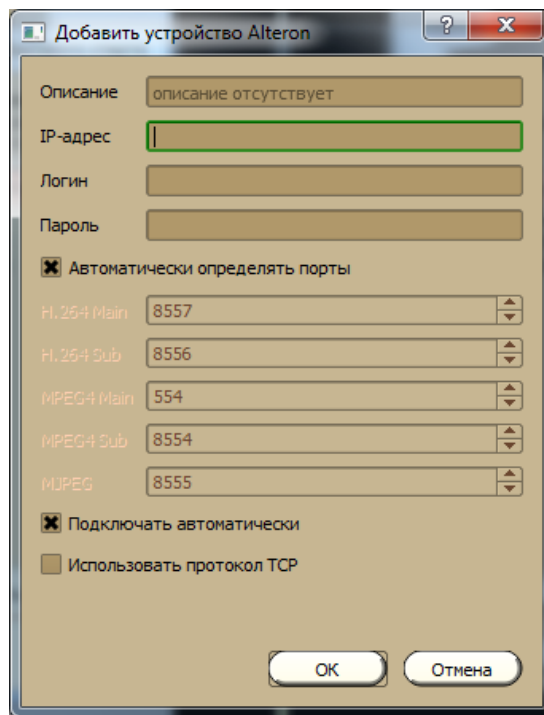 Добавить устройство Alteron
Описание описание отсутствует
IP-адрес
Логин
Пароль
Автоматически определять порты
H.264 Main 8557
H.264 Sub 8556
MPEG4 Main 554
MPEG4 Sub 8554
MJPEG 8555
Подключать автоматически
Использовать протокол TCP
OK Отмена